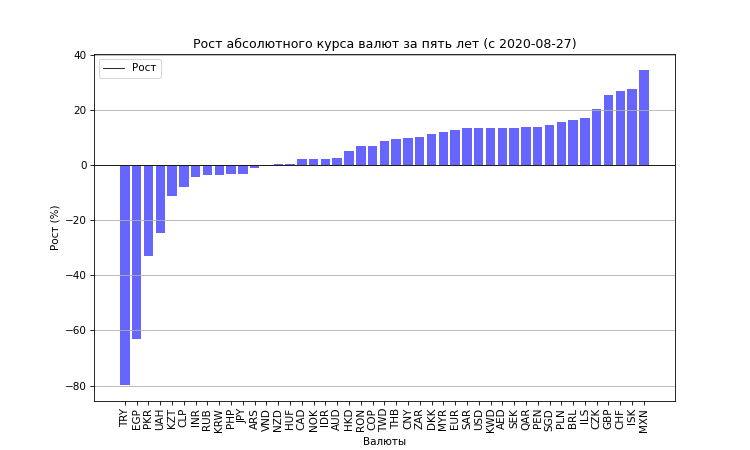 Рост абсолютного курса валют за пять лет (с 2020-08-27)
Рост
40
20
0
−20
−40
−60
−80
Рост (%)
TRY EGP PKR UAH KZT CLP INR RUB KRW PHP JPY ARS VND NZD HUF CAD NOK IDR AUD HKD RON COP TWD THB CNY ZAR DKK MYR EUR SAR USD KWD AED SEK QAR PEN SGD PLN BRL ILS CZK GBP CHF ISK MXN
Валюты